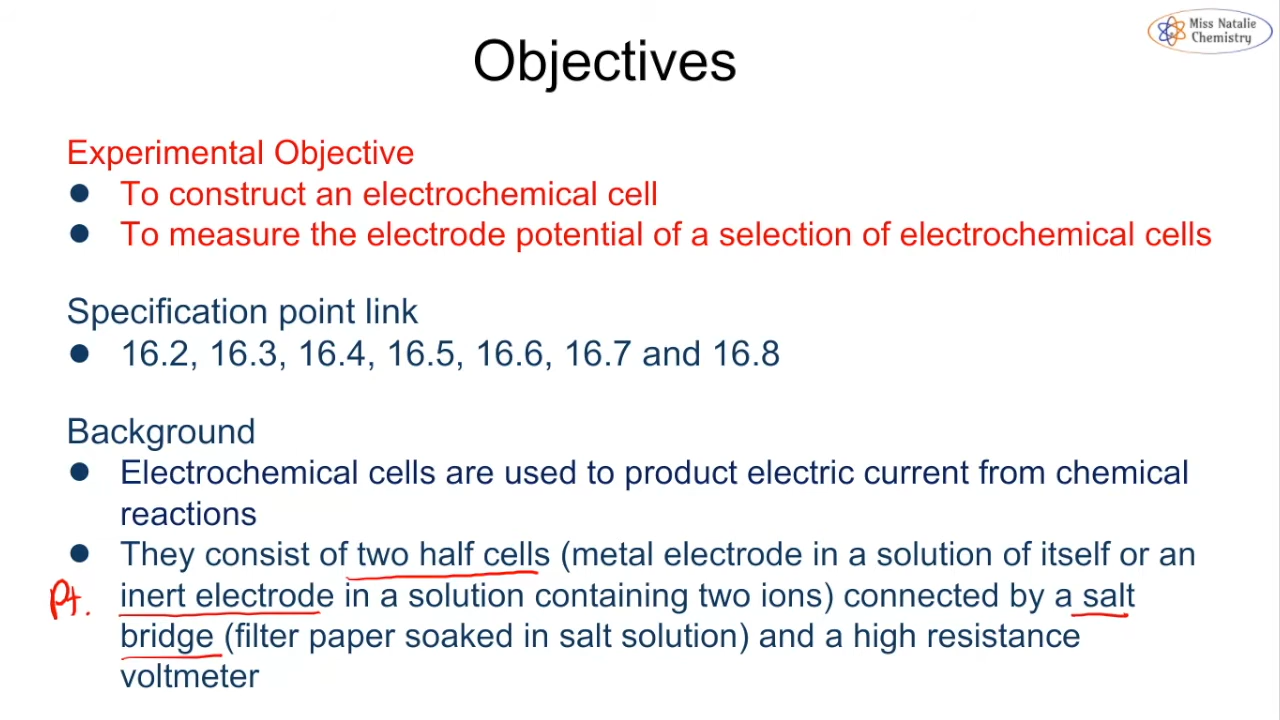 Miss Natalie
Chemistry
Objectives
Experimental Objective
● To construct an electrochemical cell
● To measure the electrode potential of a selection of electrochemical cells
Specification point link
● 16.2, 16.3, 16.4, 16.5, 16.6, 16.7 and 16.8
Background
● Electrochemical cells are used to product electric current from chemical
reactions
● They consist of two half cells (metal electrode in a solution of itself or an
Pt. inert electrode in a solution containing two ions) connected by a salt
bridge (filter paper soaked in salt solution) and a high resistance
voltmeter